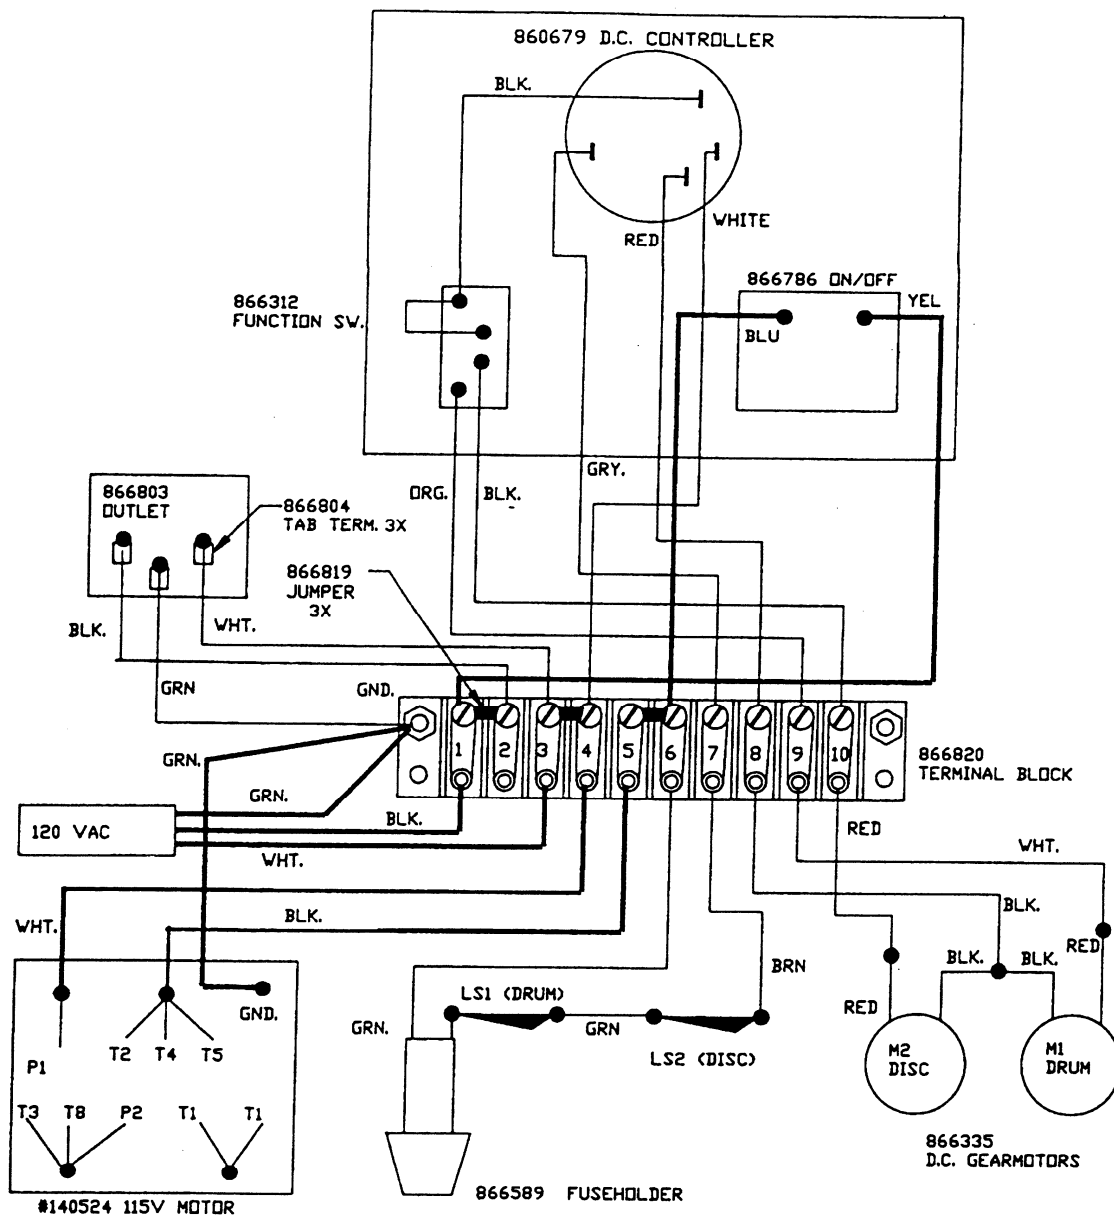 860679 D.C. CONTROLLER
BLK.
WHITE
RED
866786 ON/OFF
YEL
BLU
866312
FUNCTION SW.
GRY.
ORG.
BLK.
866803
OUTLET
866804
TAB TERM. 3X
866819
JUMPER
3X
BLK.
WHT.
GRN
GND.
1
2
3
4
5
6
7
8
9
10
866820
TERMINAL BLOCK
GRN.
GRN.
120 VAC
BLK.
WHT.
RED
WHT.
WHT.
BLK.
BLK.
RED
BLK.
BLK.
BRN
GND.
LS1 (DRUM)
GRN.
GRN
LS2 (DISC)
RED
T2
T4
T5
P1
M2
DISC
M1
DRUM
T3
T8
P2
T1
T1
866335
D.C. GEARMOTORS
866589 FUSEHOLDER
#140524 115V MOTOR